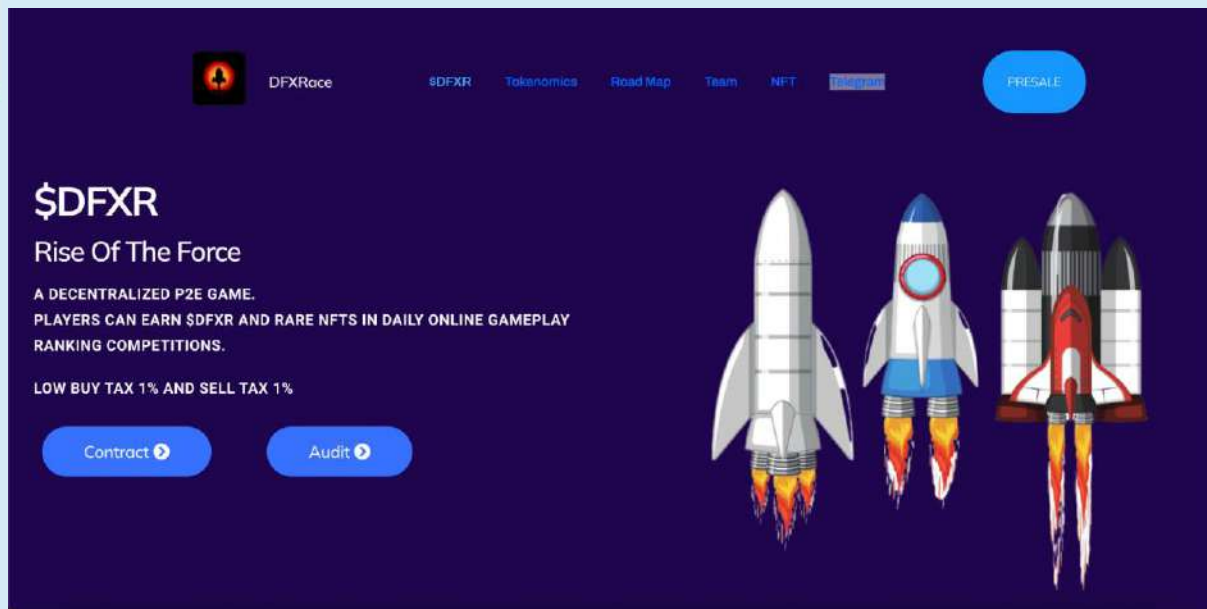 DFXRace
$DFXR
Tokenomics
Road Map
Team
NFT
Telegram
PRESALE
$DFXR
Rise Of The Force
A DECENTRALIZED P2E GAME.
PLAYERS CAN EARN $DFXR AND RARE NFTS IN DAILY ONLINE GAMEPLAY
RANKING COMPETITIONS.
LOW BUY TAX 1% AND SELL TAX 1%
Contract
Audit